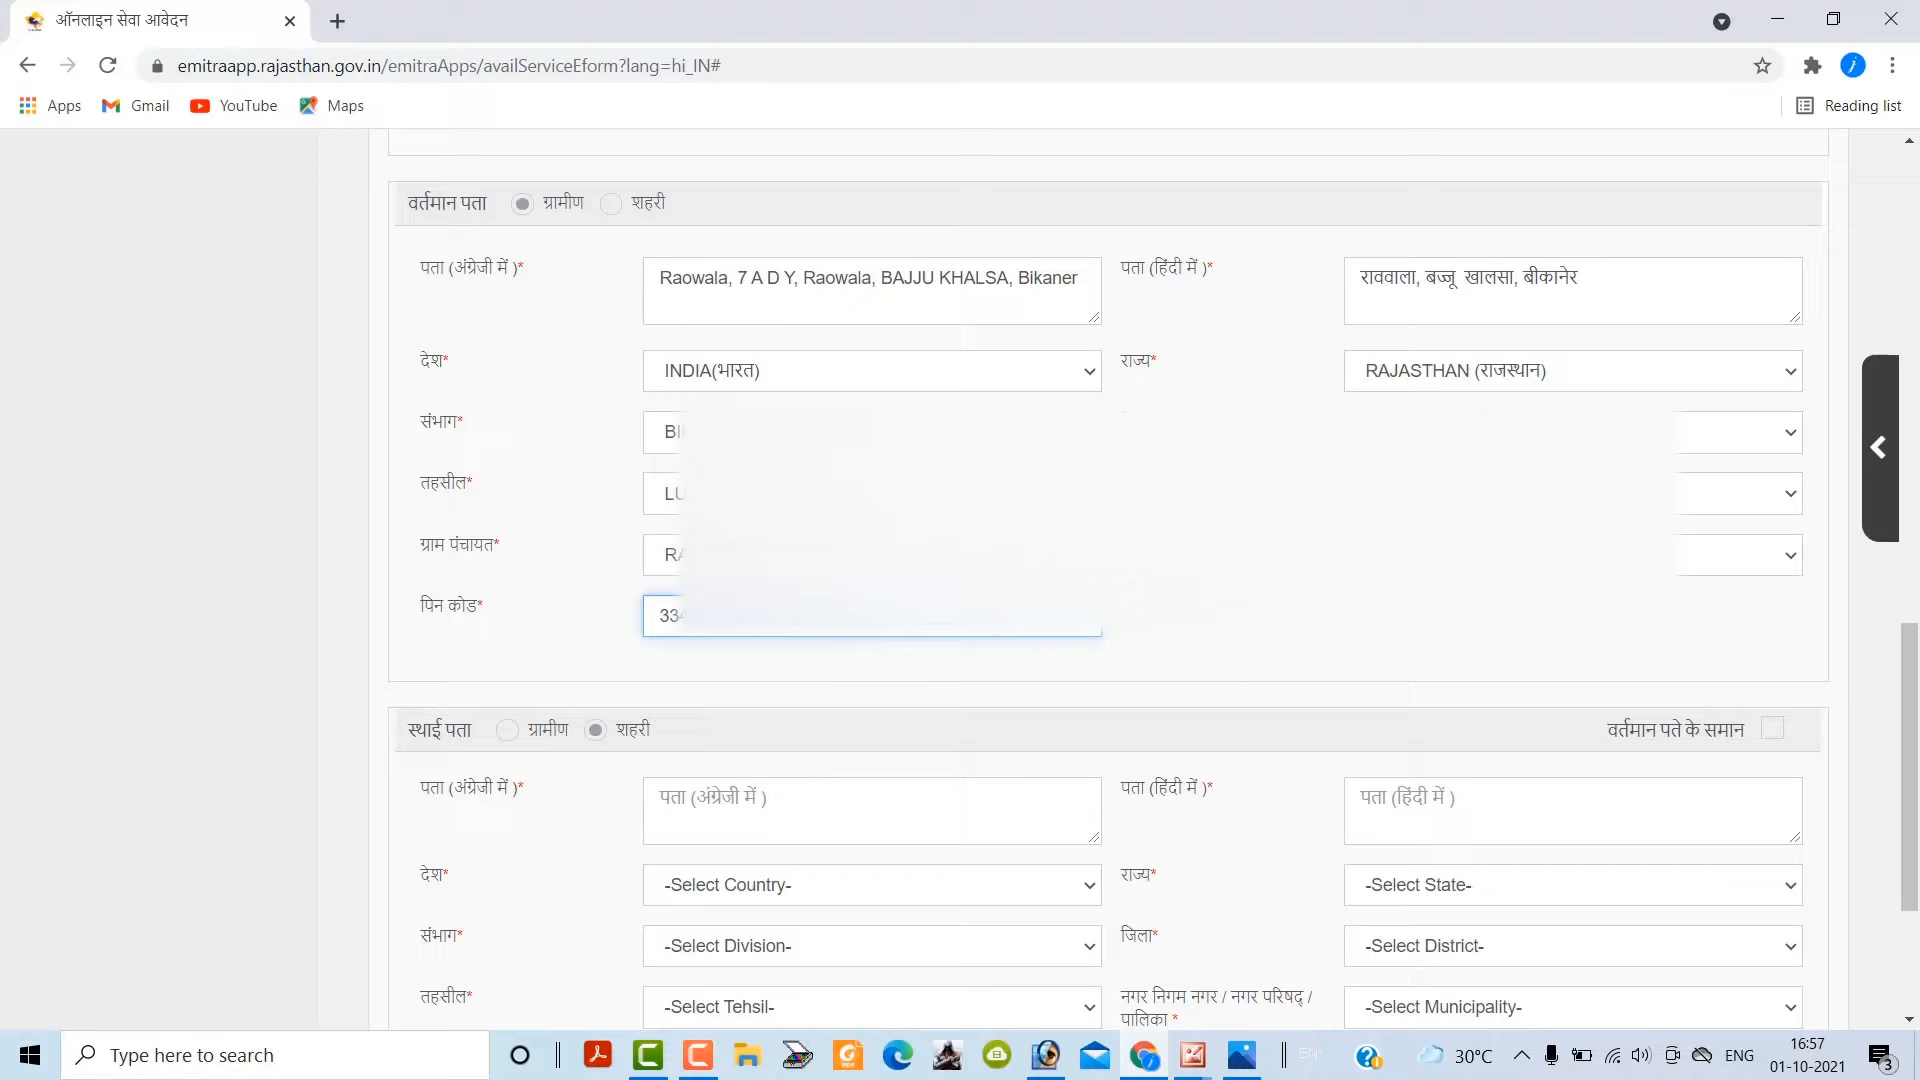 ऑनलाइन सेवा आवेदन
emitraapp.rajasthan.gov.in/emitraApps/availServiceEform?lang=hi_IN#
Apps Gmail YouTube Maps Reading list
वर्तमान पता ग्रामीण शहरी
पता (अंग्रेजी में )* Raowala, 7 A D Y, Raowala, BAJJU KHALSA, Bikaner पता (हिंदी में )* राववाला, बज्जू खालसा, बीकानेर
देश* INDIA(भारत) राज्य* RAJASTHAN (राजस्थान)
संभाग*
तहसील*
ग्राम पंचायत*
पिन कोड*
स्थाई पता ग्रामीण शहरी वर्तमान पते के समान
पता (अंग्रेजी में )* पता (अंग्रेजी में ) पता (हिंदी में )* पता (हिंदी में )
देश* -Select Country- राज्य* -Select State-
संभाग* -Select Division- जिला* -Select District-
तहसील* -Select Tehsil- नगर निगम नगर / नगर परिषद् / -Select Municipality-
पालिका *
Type here to search 30°C ENG 16:57
01-10-2021 3